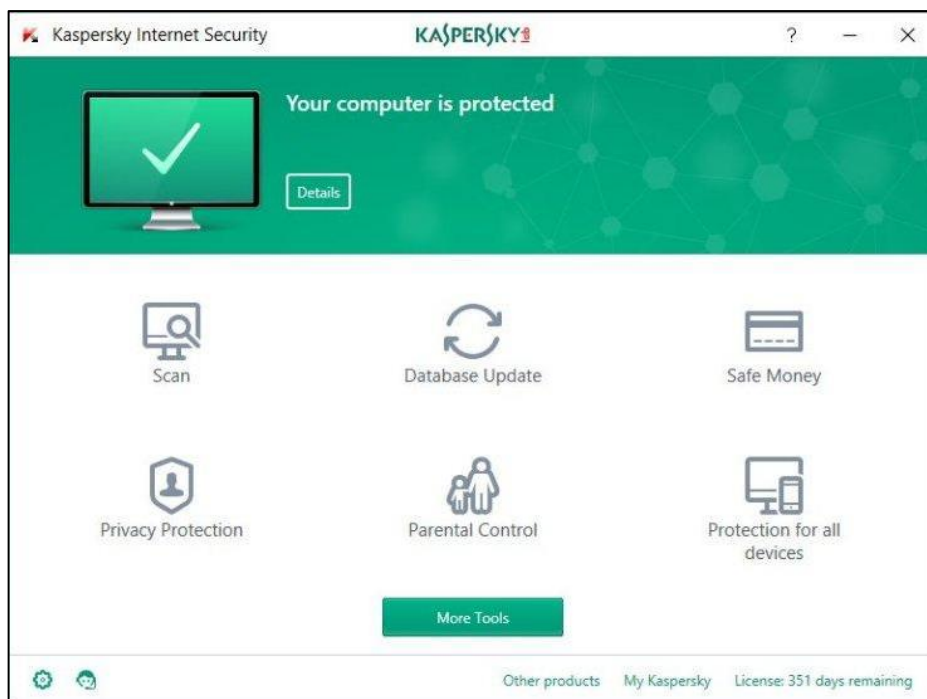 Kaspersky Internet Security
KASPERSKY
?
Your computer is protected
Details
Scan
Database Update
Safe Money
Privacy Protection
Parental Control
Protection for all
devices
More Tools
Other products
My Kaspersky
License: 351 days remaining